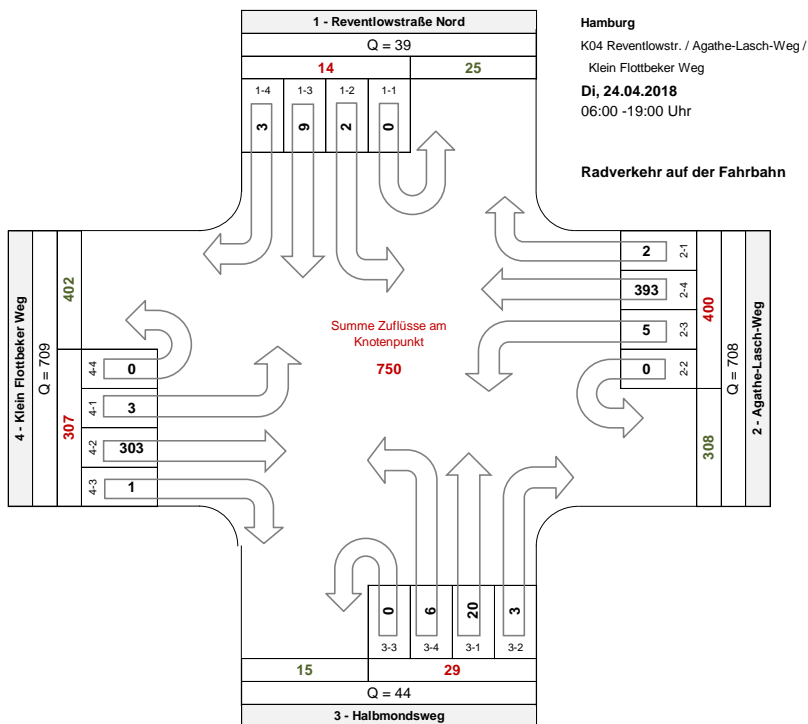 1 - Reventlowstraße Nord
Q = 39
14
25
1-4
1-3
1-2
1-1
3
9
2
0
Hamburg
K04 Reventlowstr. / Agathe-Lasch-Weg /
Klein Flottbeker Weg
Di, 24.04.2018
06:00 -19:00 Uhr
Radverkehr auf der Fahrbahn
4 - Klein Flottbeker Weg
Q = 709
402
307
4-4
0
4-1
3
4-2
303
4-3
1
Summe Zuflüsse am
Knotenpunkt
750
2
2-1
393
2-4
5
2-3
0
2-2
400
308
Q = 708
2 - Agathe-Lasch-Weg
0
6
20
3
3-3
3-4
3-1
3-2
15
29
Q = 44
3 - Halbmondsweg